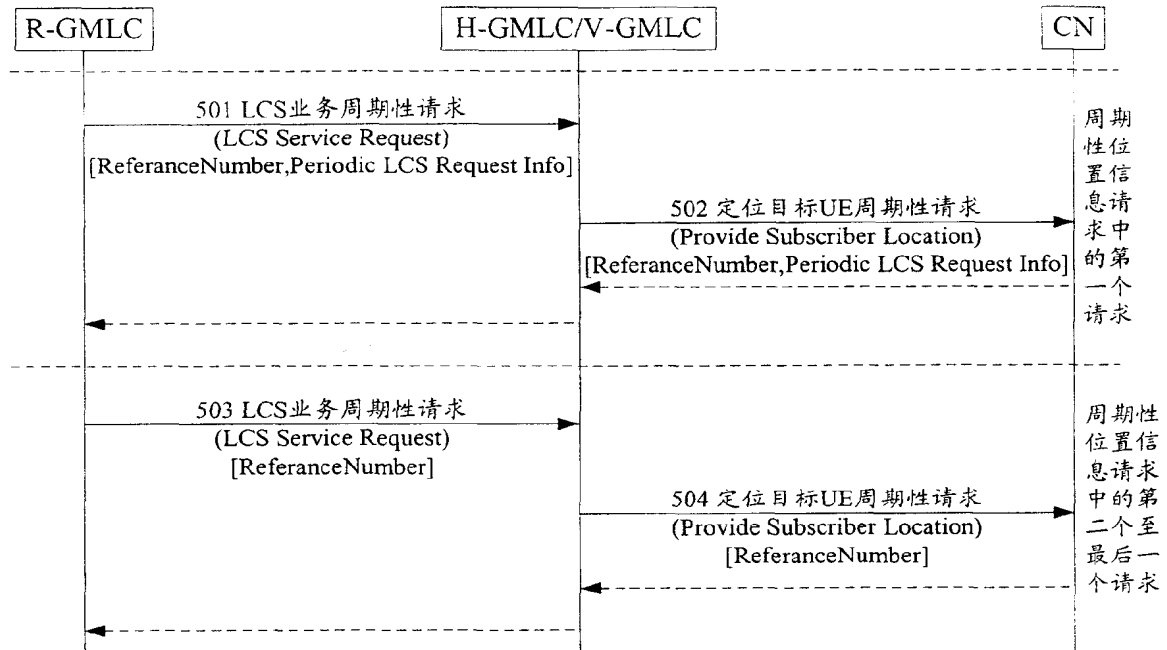 R-GMLC
H-GMLC/V-GMLC
CN
501 LCS业务周期性请求
(LCS Service Request)
[ReferanceNumber,Periodic LCS Request Info]
502 定位目标UE周期性请求
(Provide Subscriber Location)
[ReferanceNumber,Periodic LCS Request Info]
周期
性位
置信
息请
求中
的第
一个
请求
503 LCS业务周期性请求
(LCS Service Request)
[ReferanceNumber]
504 定位目标UE周期性请求
(Provide Subscriber Location)
[ReferanceNumber]
周期性
位置信
息请求
中的第
二个至
最后一
个请求